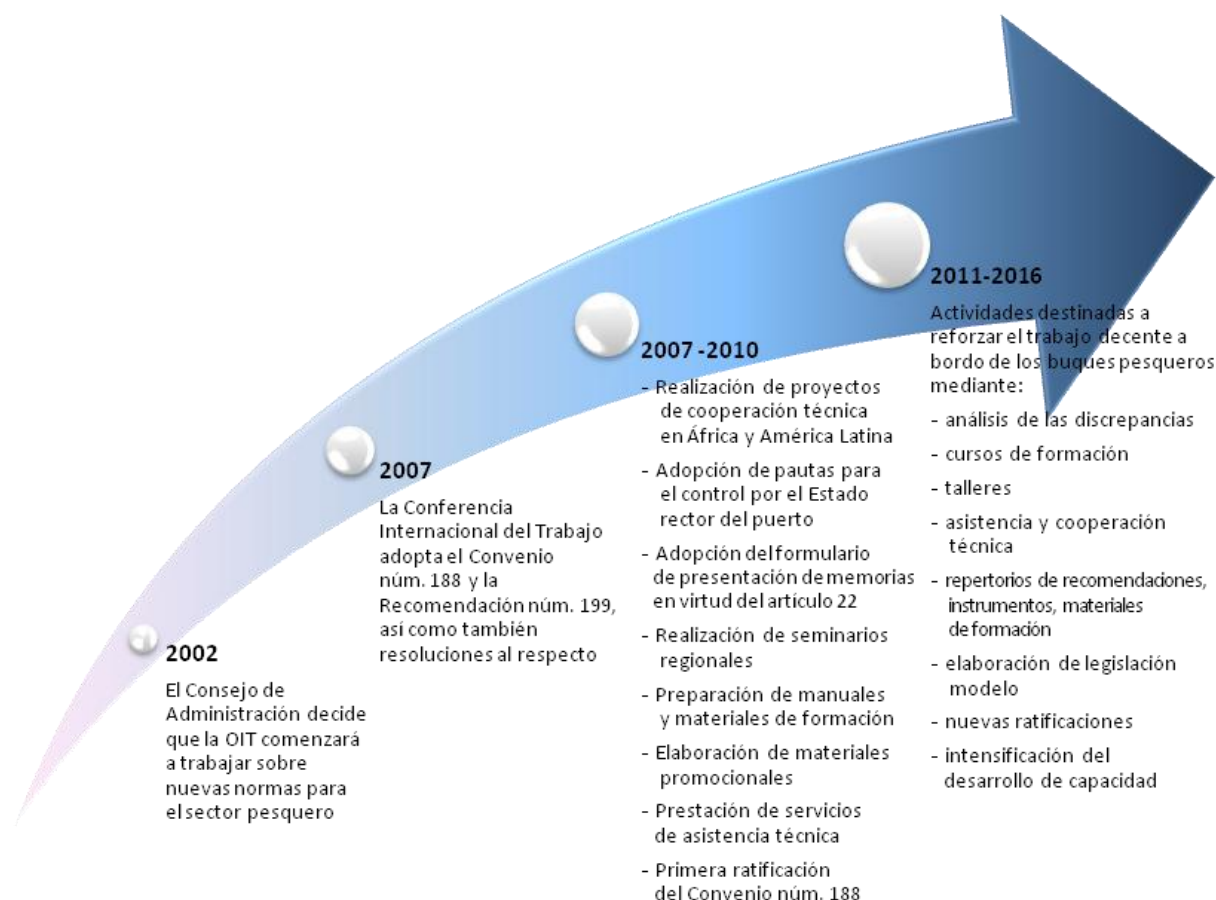 2002
El Consejo de
Administración decide
que la OIT comenzará
a trabajar sobre
nuevas normas para
el sector pesquero
2007
La Conferencia
Internacional del Trabajo
adopta el Convenio
núm. 188 y la
Recomendación núm. 199,
así como también
resoluciones al respecto
2007 -2010
- Realización de proyectos
de cooperación técnica
en África y América Latina
- Adopción de pautas para
el control por el Estado
rector del puerto
- Adopción del formulario
de presentación de memorias
en virtud del artículo 22
- Realización de seminarios
regionales
- Preparación de manuales
y materiales de formación
- Elaboración de materiales
promocionales
- Prestación de servicios
de asistencia técnica
- Primera ratificación
del Convenio núm. 188
2011-2016
Actividades destinadas a
reforzar el trabajo decente a
bordo de los buques pesqueros
mediante:
- análisis de las discrepancias
- cursos de formación
- talleres
- asistencia y cooperación
técnica
- repertorios de recomendaciones,
instrumentos, materiales
de formación
- elaboración de legislación
modelo
- nuevas ratificaciones
- intensificación del
desarrollo de capacidad